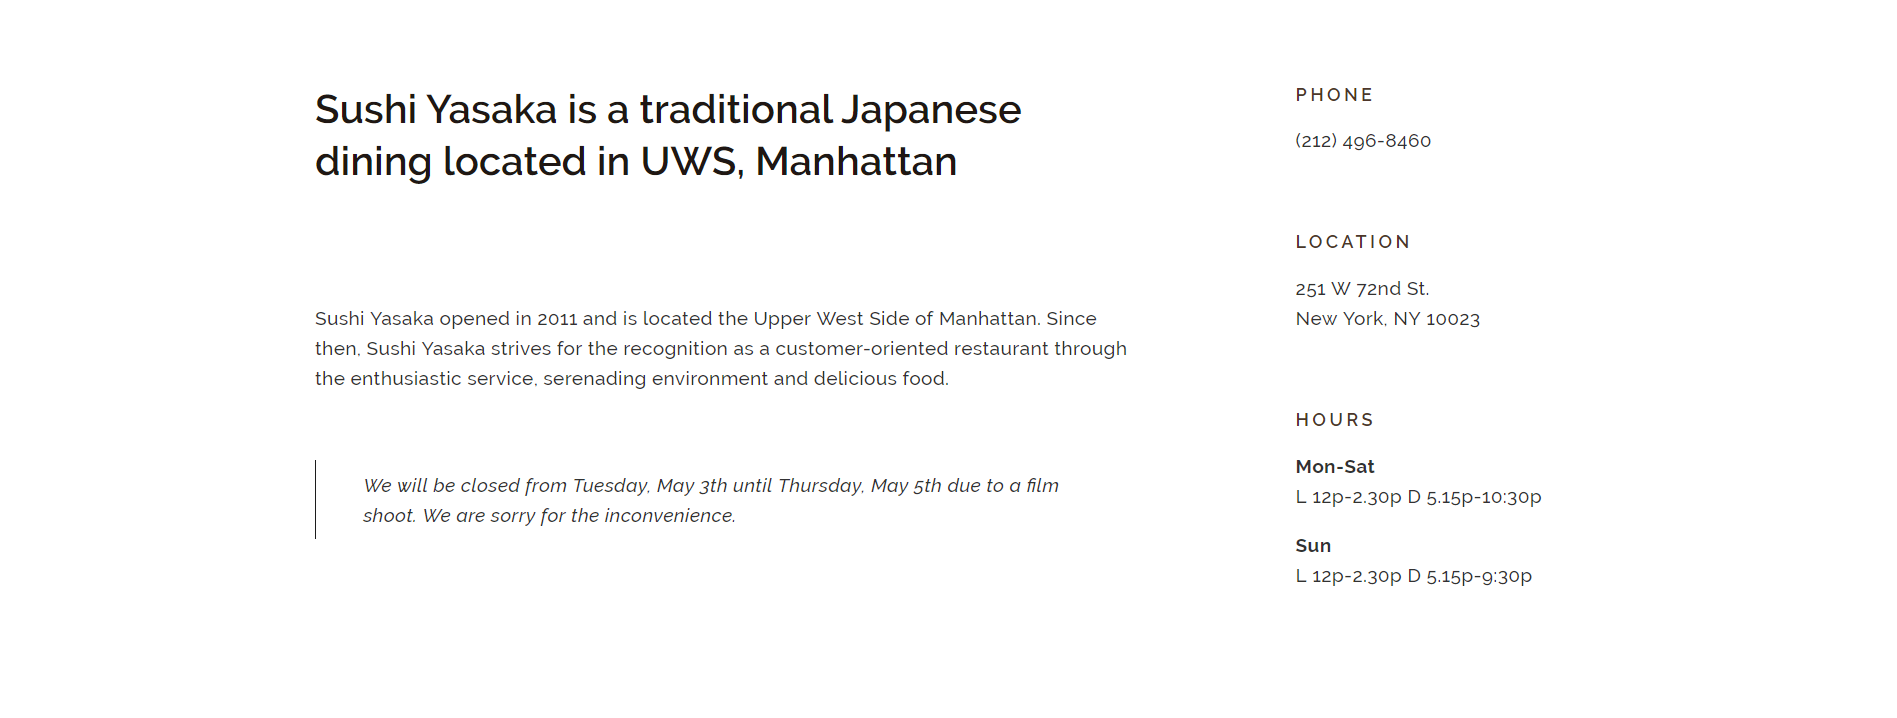 Sushi Yasaka is a traditional Japanese
dining located in UWS, Manhattan
Sushi Yasaka opened in 2011 and is located the Upper West Side of Manhattan. Since
then, Sushi Yasaka strives for the recognition as a customer-oriented restaurant through
the enthusiastic service, serenading environment and delicious food.
We will be closed from Tuesday, May 3th until Thursday, May 5th due to a film
shoot. We are sorry for the inconvenience.
PHONE
(212) 496-8460
LOCATION
251 W 72nd St.
New York, NY 10023
HOURS
Mon-Sat
L 12p-2.30p D 5.15p-10:30p
Sun
L 12p-2.30p D 5.15p-9:30p